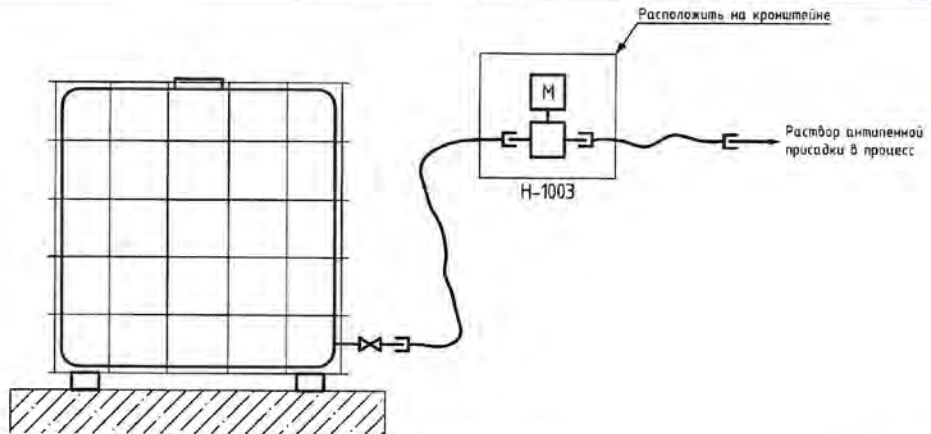 Расположить на кронштейне
М
Раствор антипенной
присадки в процесс
Н-1003